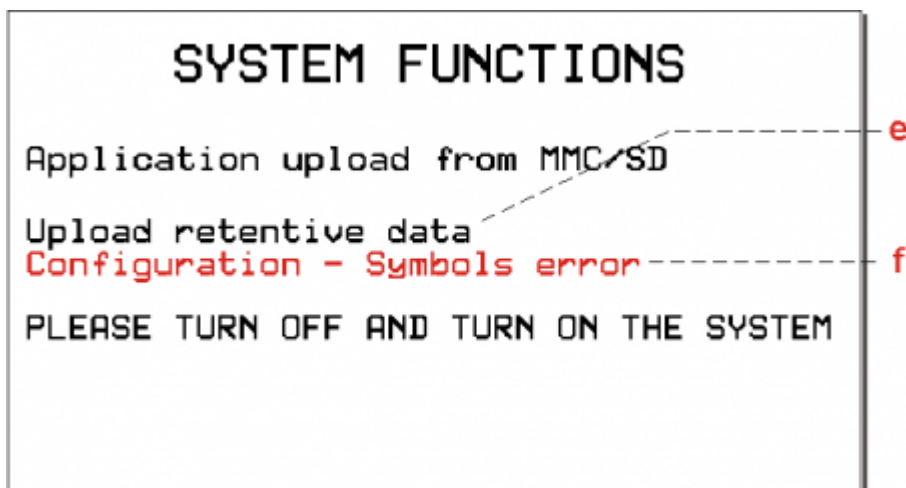 SYSTEM FUNCTIONS
e
Application upload from MMC/SD
Upload retentive data
Configuration - Symbols error
f
PLEASE TURN OFF AND TURN ON THE SYSTEM